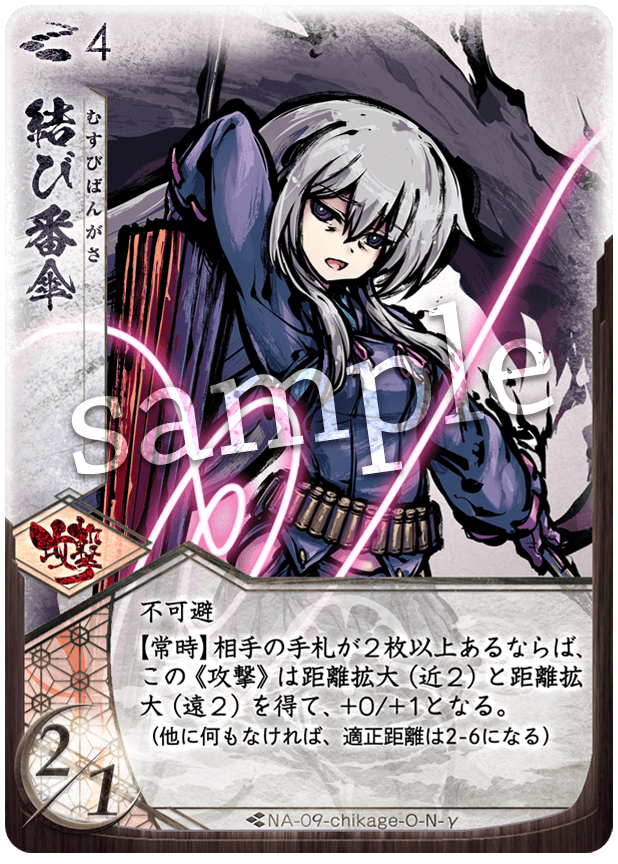 4
結び番傘
むすびばんがさ
sample
攻撃
不可避
【常時】相手の手札が2枚以上あるならば、
この《攻撃》は距離拡大(近2)と距離拡
大(遠2)を得て、+0/+1となる。
(他に何もなければ、適正距離は2-6になる)
2/1
NA-09-chikage-O-N-γ